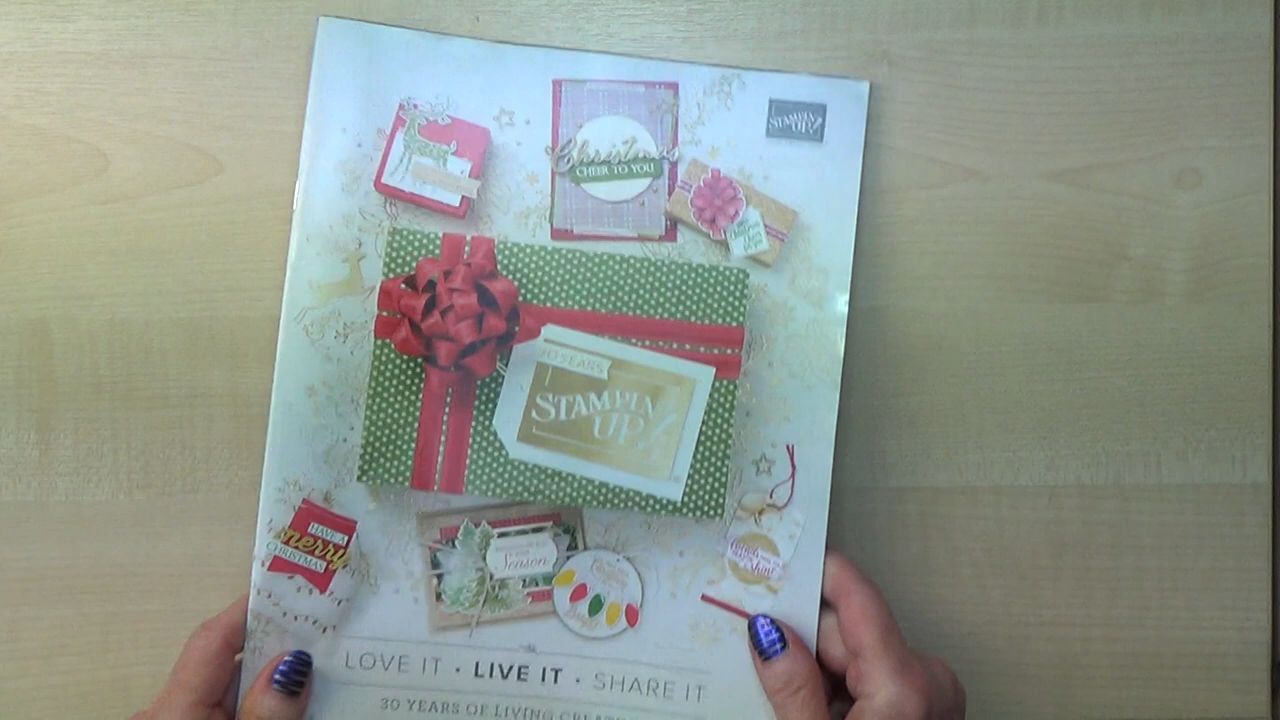 STAMPIN' UP!
Christmas
CHEER TO YOU
30 YEARS
STAMPIN' UP!
HAVE A
merry
CHRISTMAS
Season
shine
LOVE IT • LIVE IT • SHARE IT
30 YEARS OF LIVING